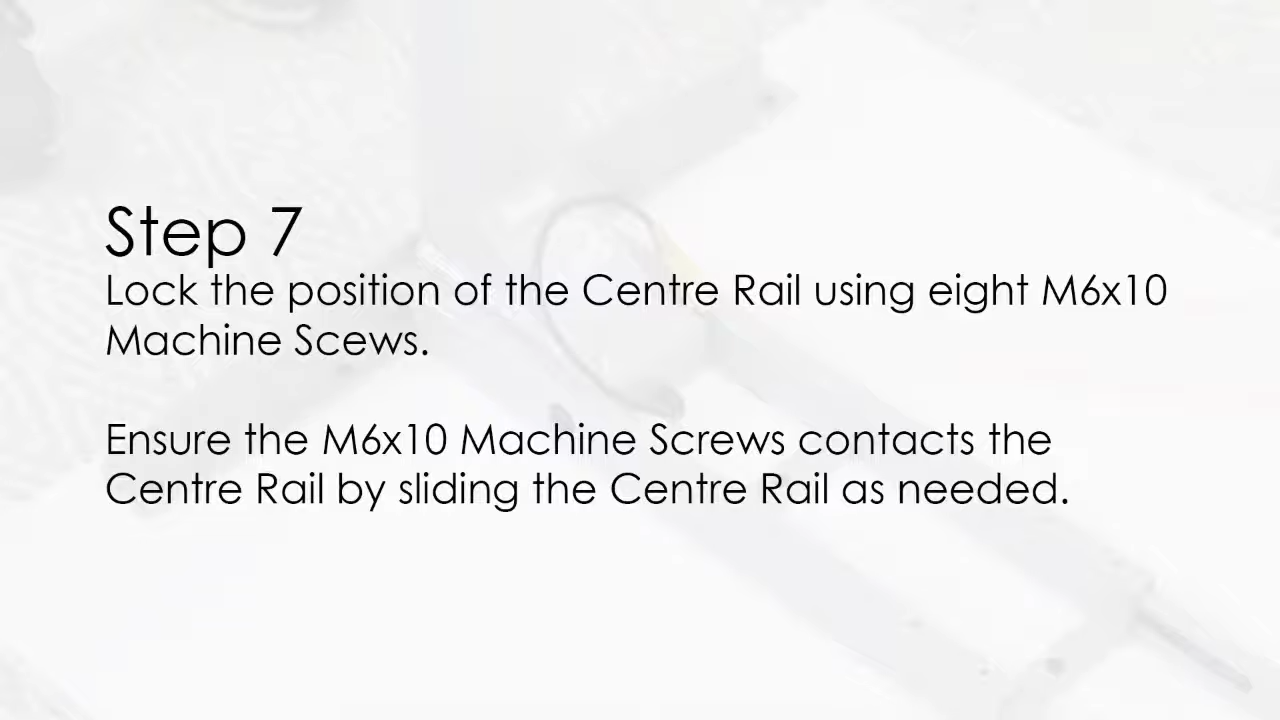 Step 7
Lock the position of the Centre Rail using eight M6x10
Machine Scews.
Ensure the M6x10 Machine Screws contacts the
Centre Rail by sliding the Centre Rail as needed.